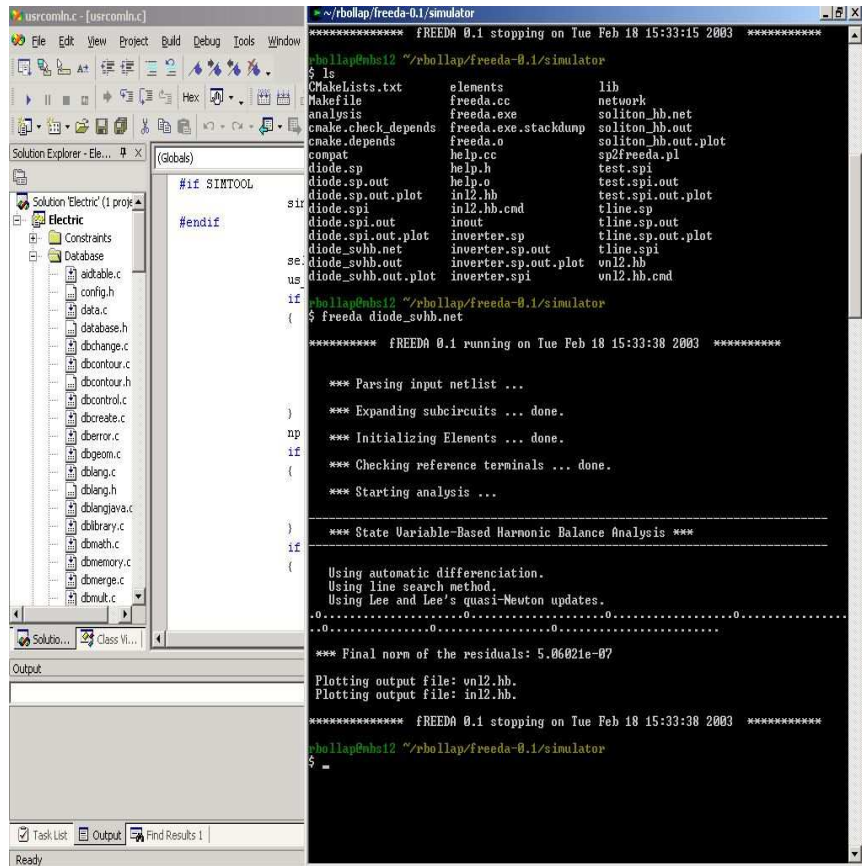 usrcomln.c - [usrcomln.c]
File Edit View Project Build Debug Tools Window
Hex
Solution Explorer - Ele...
(Globals)
Solution 'Electric' (1 proje
Electric
Constraints
Database
aidtable.c
config.h
data.c
database.h
dbchange.c
dbcontour.c
dbcontour.h
dbcontrol.c
dbcreate.c
dberror.c
dbgeom.c
dblang.c
dblang.h
dblangjava.c
dblibrary.c
dbmath.c
dbmemory.c
dbmerge.c
dbmult.c
Solutio... Class Vi...
#if SIMTOOL
sim
#endif
se
us_
if
{
}
np
if
{
}
if
{
Output
Task List Output Find Results 1
Ready
~/rbollap/freeda-0.1/simulator
************** fREEDA 0.1 stopping on Tue Feb 18 15:33:15 2003 ***********
rbollap@mbs12 ~/rbollap/freeda-0.1/simulator
$ ls
CMakeLists.txt elements lib
Makefile freeda.cc network
analysis freeda.exe soliton_hb.net
cmake.check_depends freeda.exe.stackdump soliton_hb.out
cmake.depends freeda.o soliton_hb.out.plot
compat help.cc sp2freeda.pl
diode.sp help.h test.spi
diode.sp.out help.o test.spi.out
diode.sp.out.plot inl2.hb test.spi.out.plot
diode.spi inl2.hb.cmd tline.sp
diode.spi.out inout tline.sp.out
diode.spi.out.plot inverter.sp tline.sp.out.plot
diode_svhb.net inverter.sp.out tline.spi
diode_svhb.out inverter.sp.out.plot vnl2.hb
diode_svhb.out.plot inverter.spi vnl2.hb.cmd
rbollap@mbs12 ~/rbollap/freeda-0.1/simulator
$ freeda diode_svhb.net
********** fREEDA 0.1 running on Tue Feb 18 15:33:38 2003 **********
*** Parsing input netlist ...
*** Expanding subcircuits ... done.
*** Initializing Elements ... done.
*** Checking reference terminals ... done.
*** Starting analysis ...
*** State Variable-Based Harmonic Balance Analysis ***
Using automatic differenciation.
Using line search method.
Using Lee and Lee's quasi-Newton updates.
.0....................0....................0...................0...............
..0...............0.................0........................
*** Final norm of the residuals: 5.06021e-07
Plotting output file: vnl2.hb.
Plotting output file: inl2.hb.
************** fREEDA 0.1 stopping on Tue Feb 18 15:33:38 2003 ***********
rbollap@mbs12 ~/rbollap/freeda-0.1/simulator
$ _